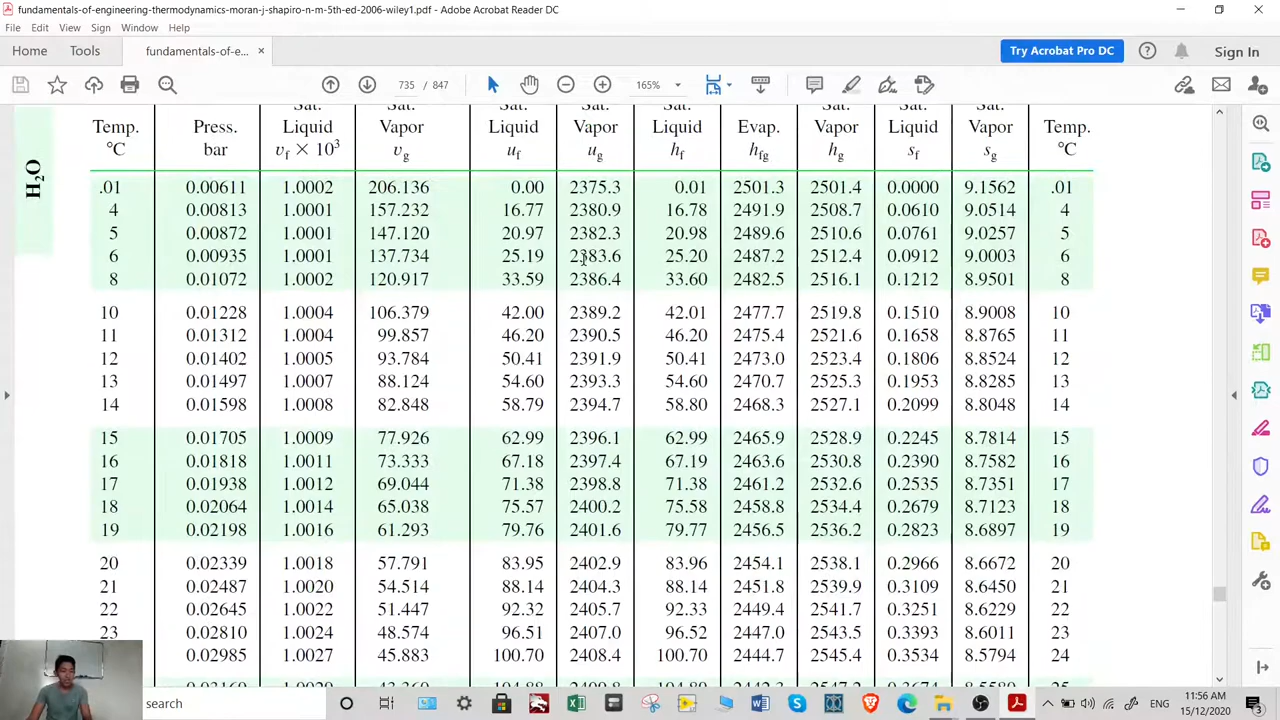 fundamentals-of-engineering-thermodynamics-moran-j-shapiro-n-m-5th-ed-2006-wiley1.pdf - Adobe Acrobat Reader DC
File Edit View Sign Window Help
Home Tools fundamentals-of-e... × Try Acrobat Pro DC Sign In
735 / 847 165%
Sat. Sat. Sat. Sat. Sat. Sat. Sat. Sat.
Temp. Press. Liquid Vapor Liquid Vapor Liquid Evap. Vapor Liquid Vapor Temp.
°C bar vf × 10³ vg uf ug hf hfg hg sf sg °C
H₂O
.01 0.00611 1.0002 206.136 0.00 2375.3 0.01 2501.3 2501.4 0.0000 9.1562 .01
4 0.00813 1.0001 157.232 16.77 2380.9 16.78 2491.9 2508.7 0.0610 9.0514 4
5 0.00872 1.0001 147.120 20.97 2382.3 20.98 2489.6 2510.6 0.0761 9.0257 5
6 0.00935 1.0001 137.734 25.19 2383.6 25.20 2487.2 2512.4 0.0912 9.0003 6
8 0.01072 1.0002 120.917 33.59 2386.4 33.60 2482.5 2516.1 0.1212 8.9501 8
10 0.01228 1.0004 106.379 42.00 2389.2 42.01 2477.7 2519.8 0.1510 8.9008 10
11 0.01312 1.0004 99.857 46.20 2390.5 46.20 2475.4 2521.6 0.1658 8.8765 11
12 0.01402 1.0005 93.784 50.41 2391.9 50.41 2473.0 2523.4 0.1806 8.8524 12
13 0.01497 1.0007 88.124 54.60 2393.3 54.60 2470.7 2525.3 0.1953 8.8285 13
14 0.01598 1.0008 82.848 58.79 2394.7 58.80 2468.3 2527.1 0.2099 8.8048 14
15 0.01705 1.0009 77.926 62.99 2396.1 62.99 2465.9 2528.9 0.2245 8.7814 15
16 0.01818 1.0011 73.333 67.18 2397.4 67.19 2463.6 2530.8 0.2390 8.7582 16
17 0.01938 1.0012 69.044 71.38 2398.8 71.38 2461.2 2532.6 0.2535 8.7351 17
18 0.02064 1.0014 65.038 75.57 2400.2 75.58 2458.8 2534.4 0.2679 8.7123 18
19 0.02198 1.0016 61.293 79.76 2401.6 79.77 2456.5 2536.2 0.2823 8.6897 19
20 0.02339 1.0018 57.791 83.95 2402.9 83.96 2454.1 2538.1 0.2966 8.6672 20
21 0.02487 1.0020 54.514 88.14 2404.3 88.14 2451.8 2539.9 0.3109 8.6450 21
22 0.02645 1.0022 51.447 92.32 2405.7 92.33 2449.4 2541.7 0.3251 8.6229 22
23 0.02810 1.0024 48.574 96.51 2407.0 96.52 2447.0 2543.5 0.3393 8.6011 23
0.02985 1.0027 45.883 100.70 2408.4 100.70 2444.7 2545.4 0.3534 8.5794 24
search
ENG
11:56 AM
15/12/2020